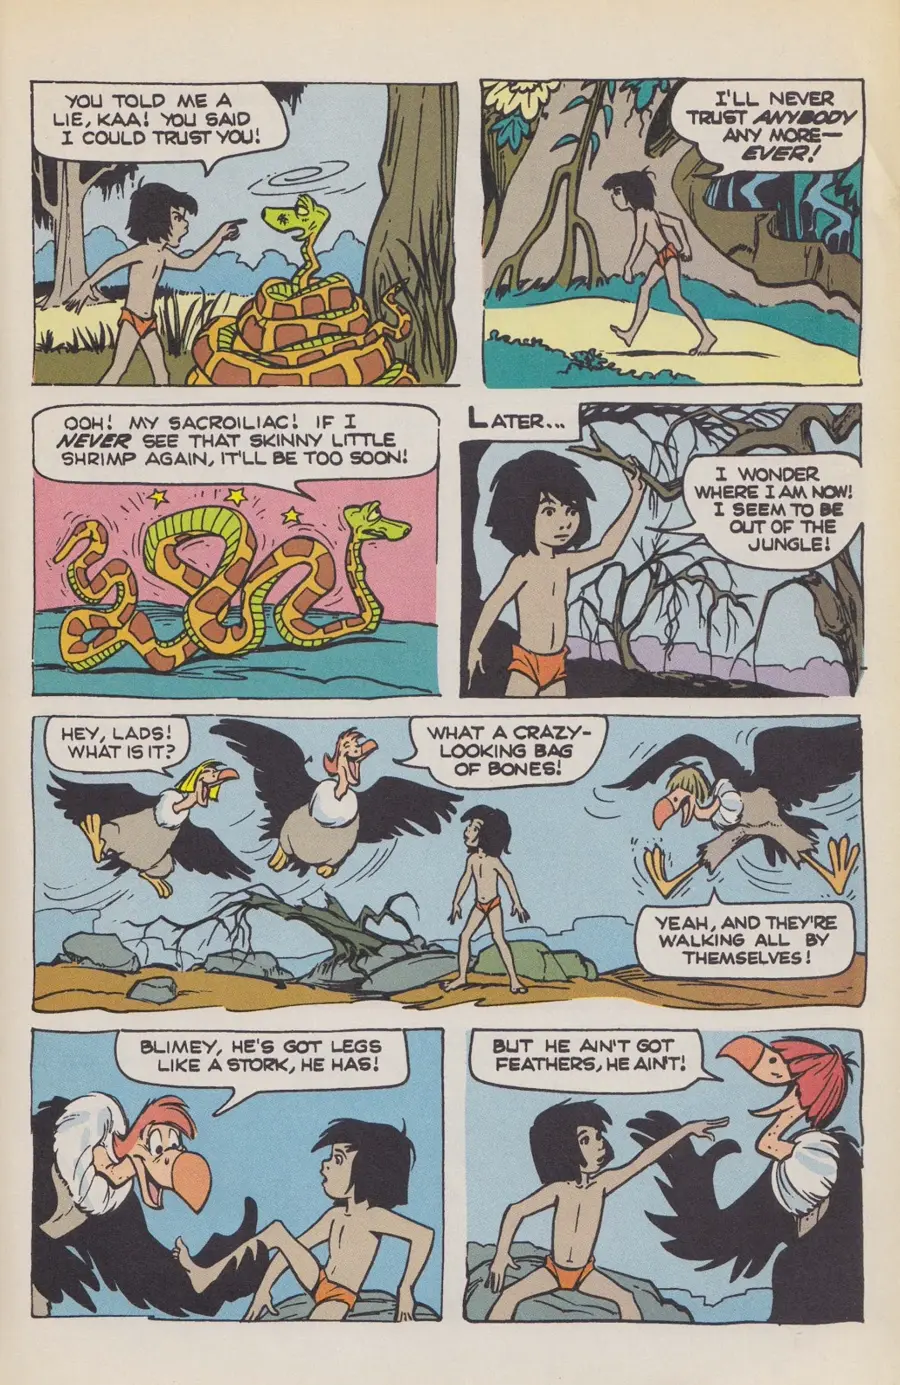 YOU TOLD ME A
LIE, KAA! YOU SAID
I COULD TRUST YOU!
I'LL NEVER
TRUST ANYBODY
ANY MORE—
EVER!
OOH! MY SACROILIAC! IF I
NEVER SEE THAT SKINNY LITTLE
SHRIMP AGAIN, IT'LL BE TOO SOON!
LATER...
I WONDER
WHERE I AM NOW!
I SEEM TO BE
OUT OF THE
JUNGLE!
HEY, LADS!
WHAT IS IT?
WHAT A CRAZY-
LOOKING BAG
OF BONES!
YEAH, AND THEY'RE
WALKING ALL BY
THEMSELVES!
BLIMEY, HE'S GOT LEGS
LIKE A STORK, HE HAS!
BUT HE AIN'T GOT
FEATHERS, HE AIN'T!